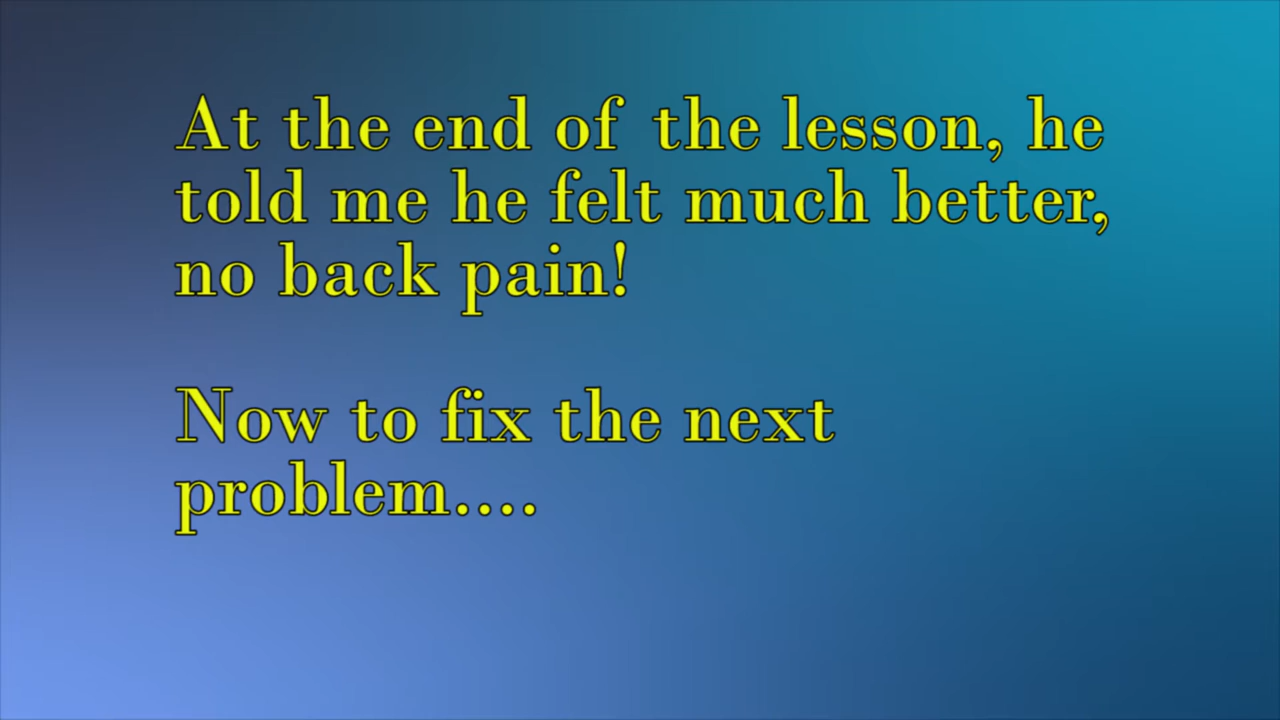 At the end of the lesson, he
told me he felt much better,
no back pain!
Now to fix the next
problem....